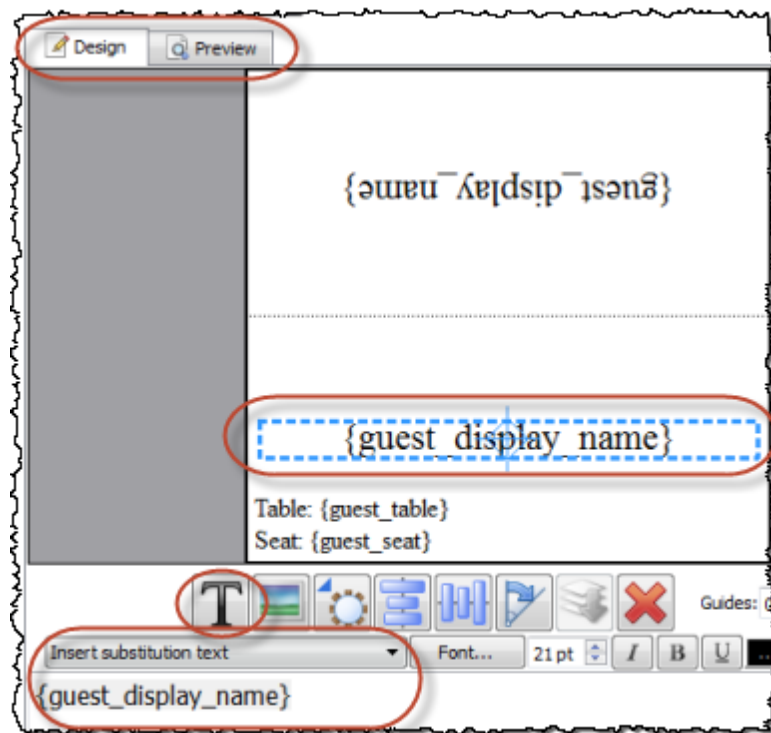 Design Preview
{guest_display_name}
{guest_display_name}
Table: {guest_table}
Seat: {guest_seat}
T Guides:
Insert substitution text Font... 21 pt I B U ...
{guest_display_name}